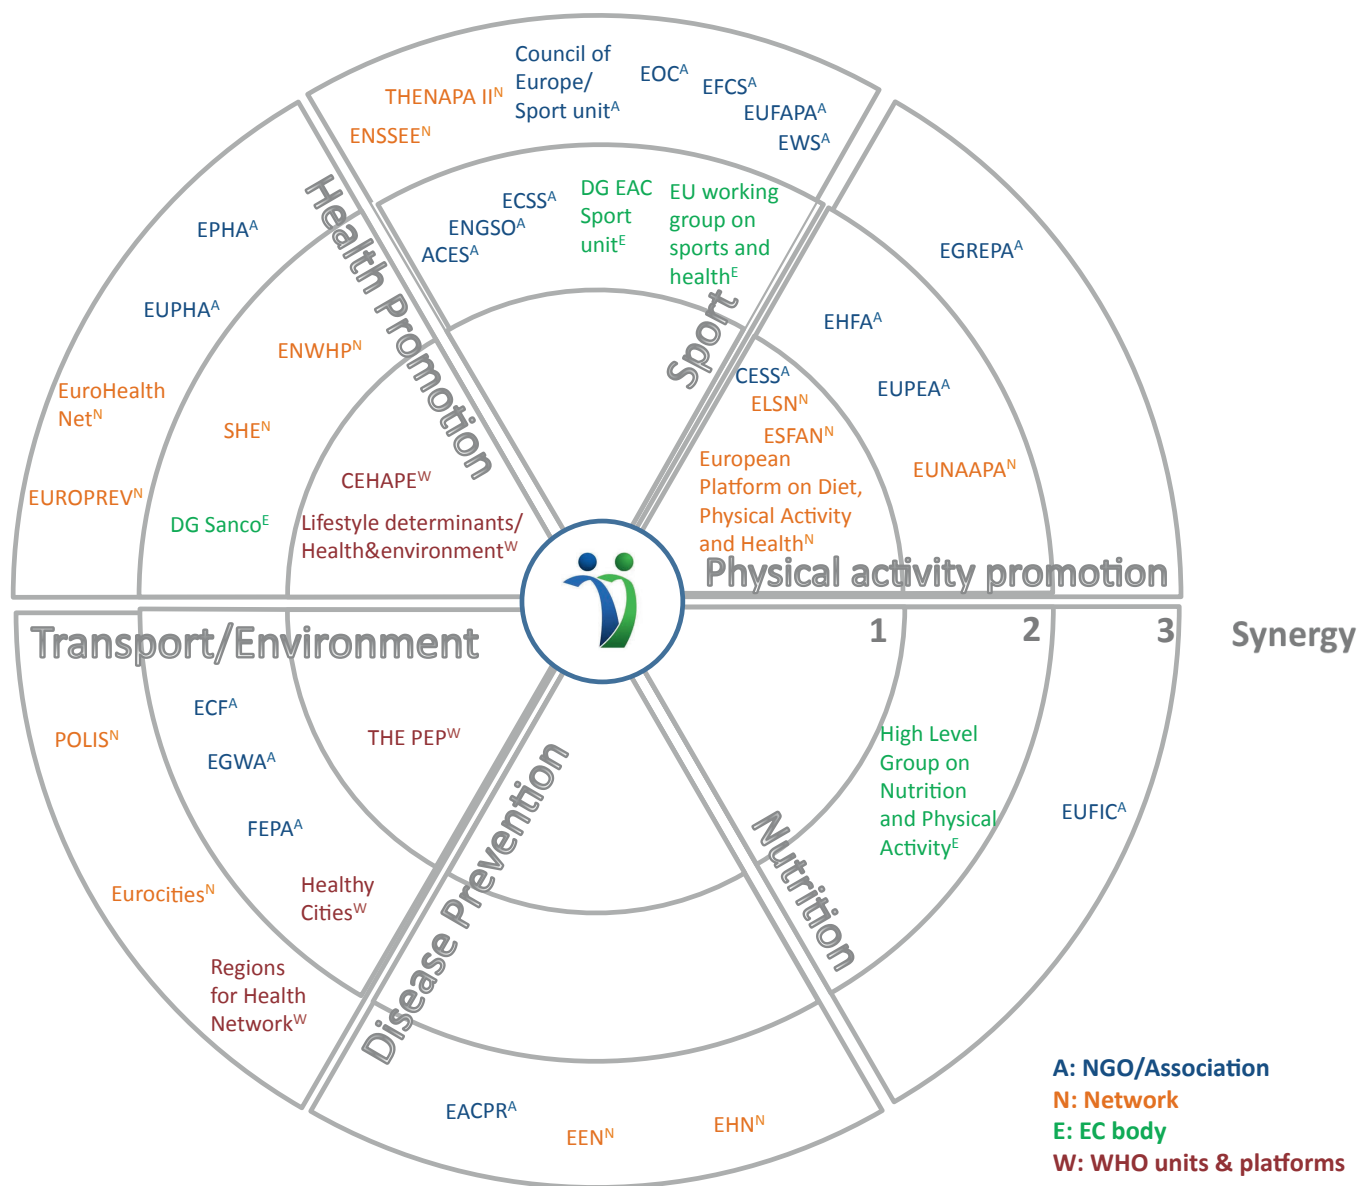 Council of
Europe/
Sport unitᴬ
EOCᴬ
EFCSᴬ
EUFAPAᴬ
EWSᴬ
THENAPA IIᴺ
ENSSEEᴺ
ECSSᴬ
ENGSOᴬ
ACESᴬ
DG EAC
Sport
unitᴱ
EU working
group on
sports and
healthᴱ
Sport
Health Promotion
EPHAᴬ
EUPHAᴬ
EuroHealth
Netᴺ
EUROPREVᴺ
ENWHPᴺ
SHEᴺ
DG Sancoᴱ
CEHAPEᵂ
Lifestyle determinants/
Health&environmentᵂ
EGREPAᴬ
EHFAᴬ
EUPEAᴬ
EUNAAPAᴺ
CESSᴬ
ELSNᴺ
ESFANᴺ
European
Platform on Diet,
Physical Activity
and Healthᴺ
Physical activity promotion
1
2
3
Synergy
Transport/Environment
POLISᴺ
ECFᴬ
EGWAᴬ
FEPAᴬ
THE PEPᵂ
Eurocitiesᴺ
Healthy
Citiesᵂ
Regions
for Health
Networkᵂ
Disease Prevention
EACPRᴬ
EENᴺ
EHNᴺ
Nutrition
High Level
Group on
Nutrition
and Physical
Activityᴱ
EUFICᴬ
A: NGO/Association
N: Network
E: EC body
W: WHO units & platforms